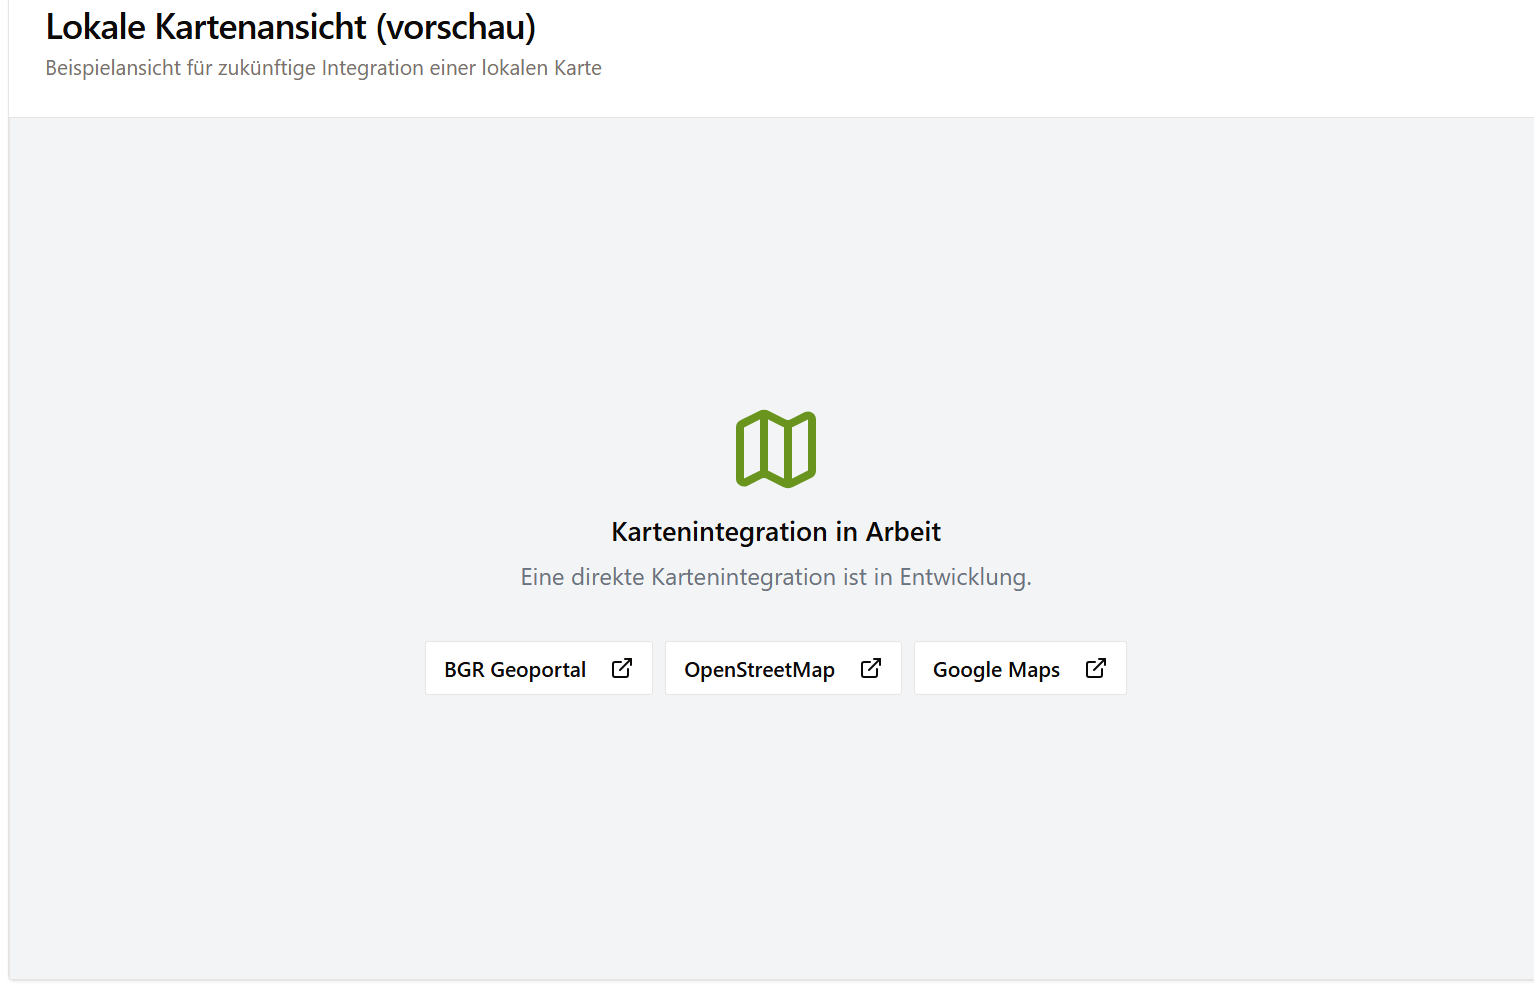 Lokale Kartenansicht (vorschau)
Beispielansicht für zukünftige Integration einer lokalen Karte
Kartenintegration in Arbeit
Eine direkte Kartenintegration ist in Entwicklung.
BGR Geoportal
OpenStreetMap
Google Maps